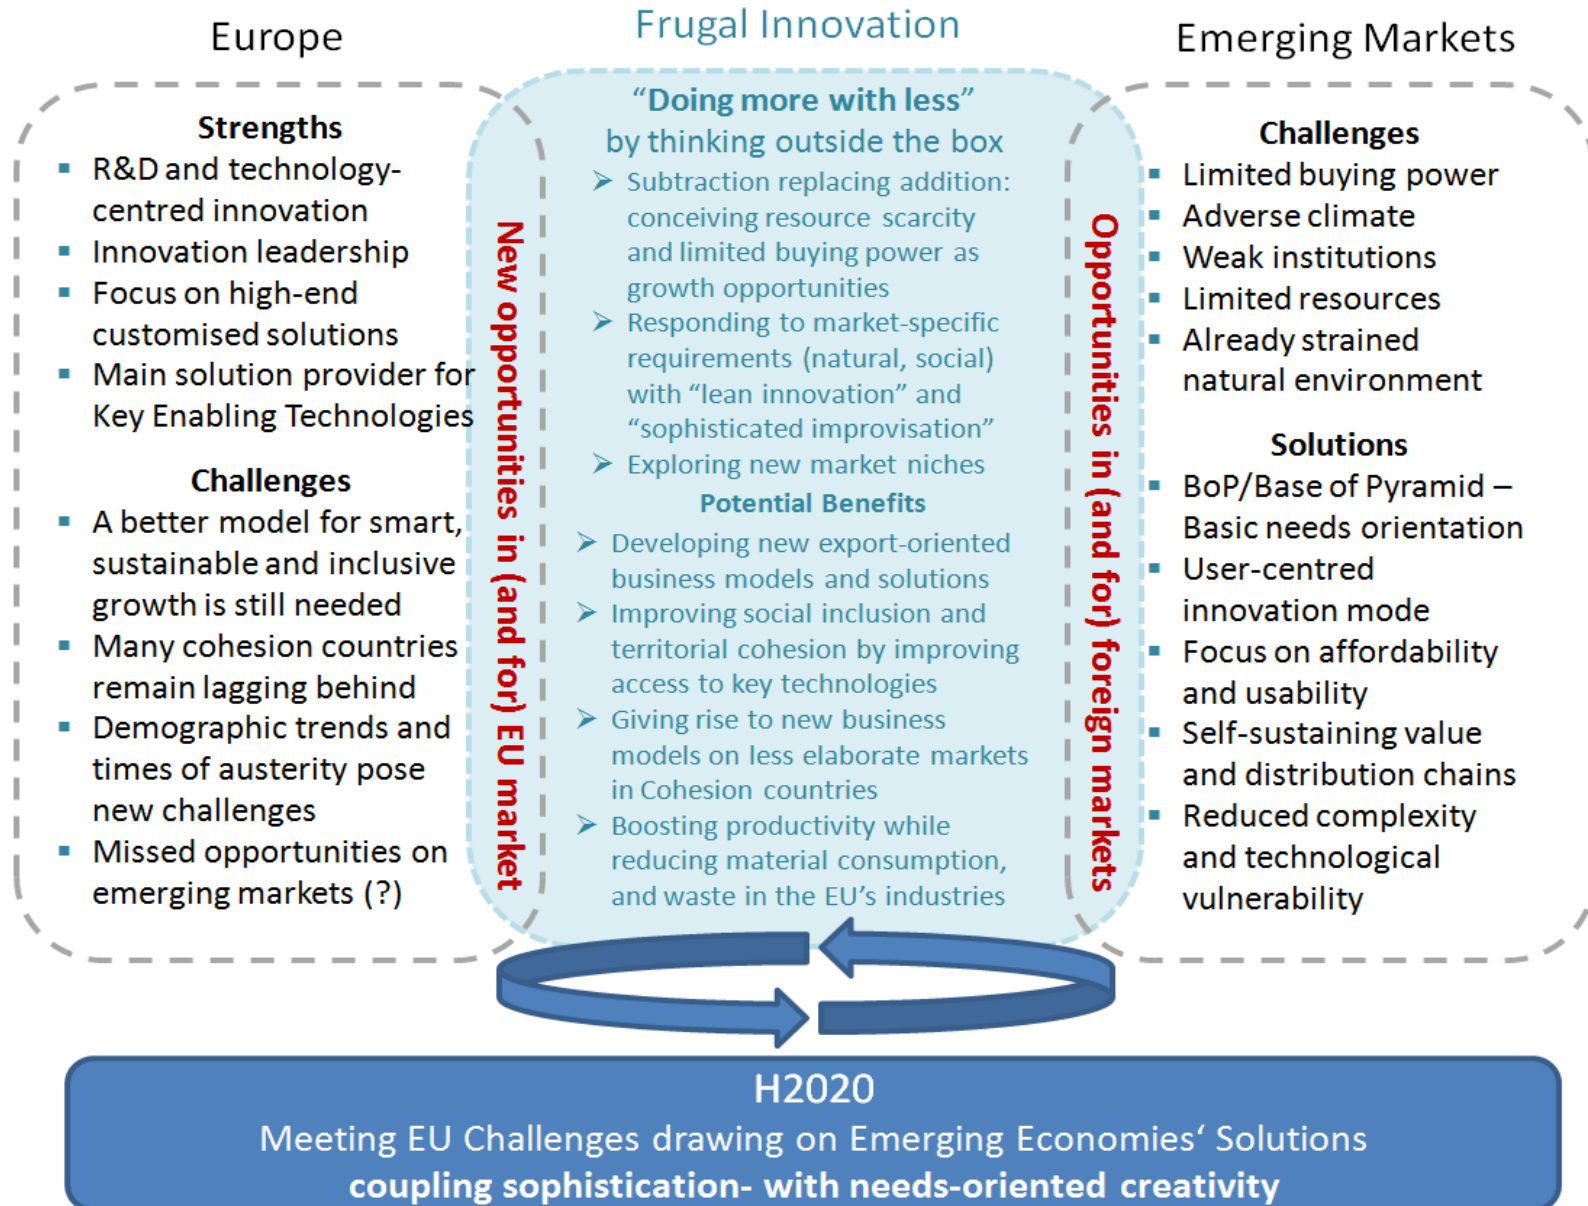 Europe
Strengths
▪ R&D and technology-
centred innovation
▪ Innovation leadership
▪ Focus on high-end
customised solutions
▪ Main solution provider for
Key Enabling Technologies
Challenges
▪ A better model for smart,
sustainable and inclusive
growth is still needed
▪ Many cohesion countries
remain lagging behind
▪ Demographic trends and
times of austerity pose
new challenges
▪ Missed opportunities on
emerging markets (?)
New opportunities in (and for) EU market
Frugal Innovation
“Doing more with less”
by thinking outside the box
➢ Subtraction replacing addition:
conceiving resource scarcity
and limited buying power as
growth opportunities
➢ Responding to market-specific
requirements (natural, social)
with “lean innovation” and
“sophisticated improvisation”
➢ Exploring new market niches
Potential Benefits
➢ Developing new export-oriented
business models and solutions
➢ Improving social inclusion and
territorial cohesion by improving
access to key technologies
➢ Giving rise to new business
models on less elaborate markets
in Cohesion countries
➢ Boosting productivity while
reducing material consumption,
and waste in the EU’s industries
Opportunities in (and for) foreign markets
Emerging Markets
Challenges
▪ Limited buying power
▪ Adverse climate
▪ Weak institutions
▪ Limited resources
▪ Already strained
natural environment
Solutions
▪ BoP/Base of Pyramid –
Basic needs orientation
▪ User-centred
innovation mode
▪ Focus on affordability
and usability
▪ Self-sustaining value
and distribution chains
▪ Reduced complexity
and technological
vulnerability
H2020
Meeting EU Challenges drawing on Emerging Economies‘ Solutions
coupling sophistication- with needs-oriented creativity